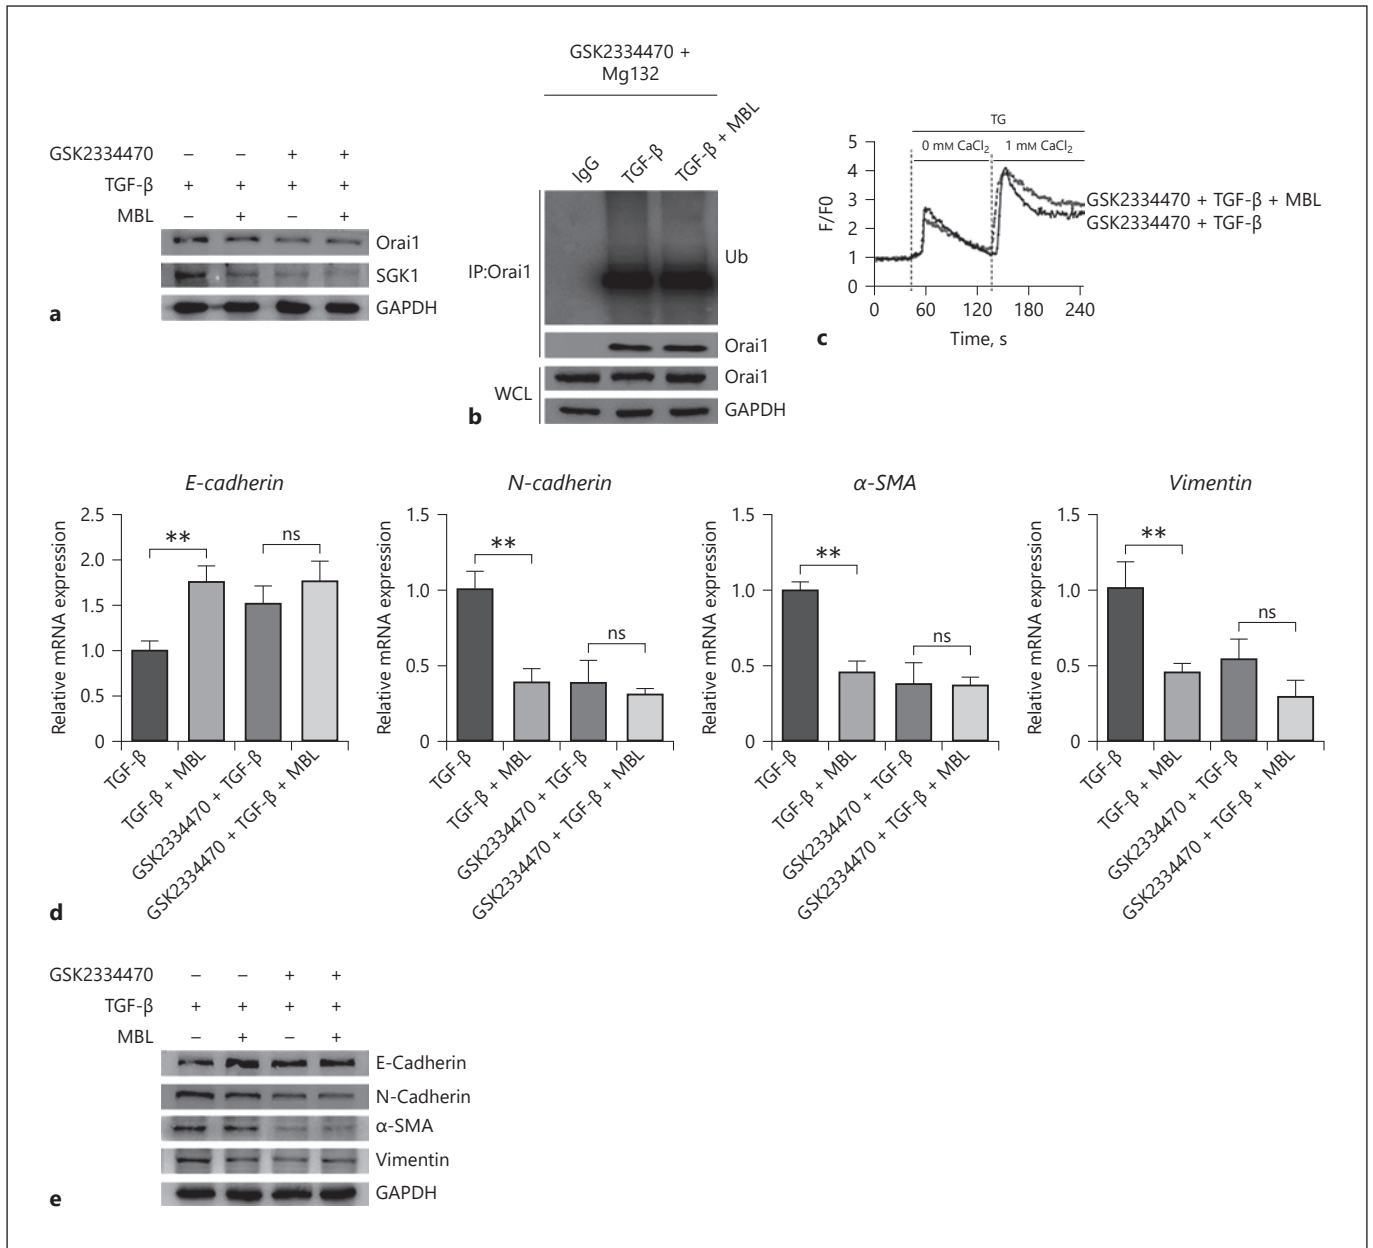 GSK2334470 – – + +
TGF-β + + + +
MBL – + – +
Orai1
SGK1
GAPDH
a
GSK2334470 +
Mg132
IgG
TGF-β
TGF-β + MBL
IP:Orai1
Ub
Orai1
WCL
Orai1
GAPDH
b
TG
0 mM CaCl2
1 mM CaCl2
F/F0
5
4
3
2
1
0
0 60 120 180 240
Time, s
GSK2334470 + TGF-β + MBL
GSK2334470 + TGF-β
c
E-cadherin
Relative mRNA expression
2.5
2.0
1.5
1.0
0.5
0
**
ns
TGF-β
TGF-β + MBL
GSK2334470 + TGF-β
GSK2334470 + TGF-β + MBL
N-cadherin
Relative mRNA expression
1.5
1.0
0.5
0
**
ns
TGF-β
TGF-β + MBL
GSK2334470 + TGF-β
GSK2334470 + TGF-β + MBL
α-SMA
Relative mRNA expression
1.5
1.0
0.5
0
**
ns
TGF-β
TGF-β + MBL
GSK2334470 + TGF-β
GSK2334470 + TGF-β + MBL
Vimentin
Relative mRNA expression
1.5
1.0
0.5
0
**
ns
TGF-β
TGF-β + MBL
GSK2334470 + TGF-β
GSK2334470 + TGF-β + MBL
d
GSK2334470 – – + +
TGF-β + + + +
MBL – + – +
E-Cadherin
N-Cadherin
α-SMA
Vimentin
GAPDH
e